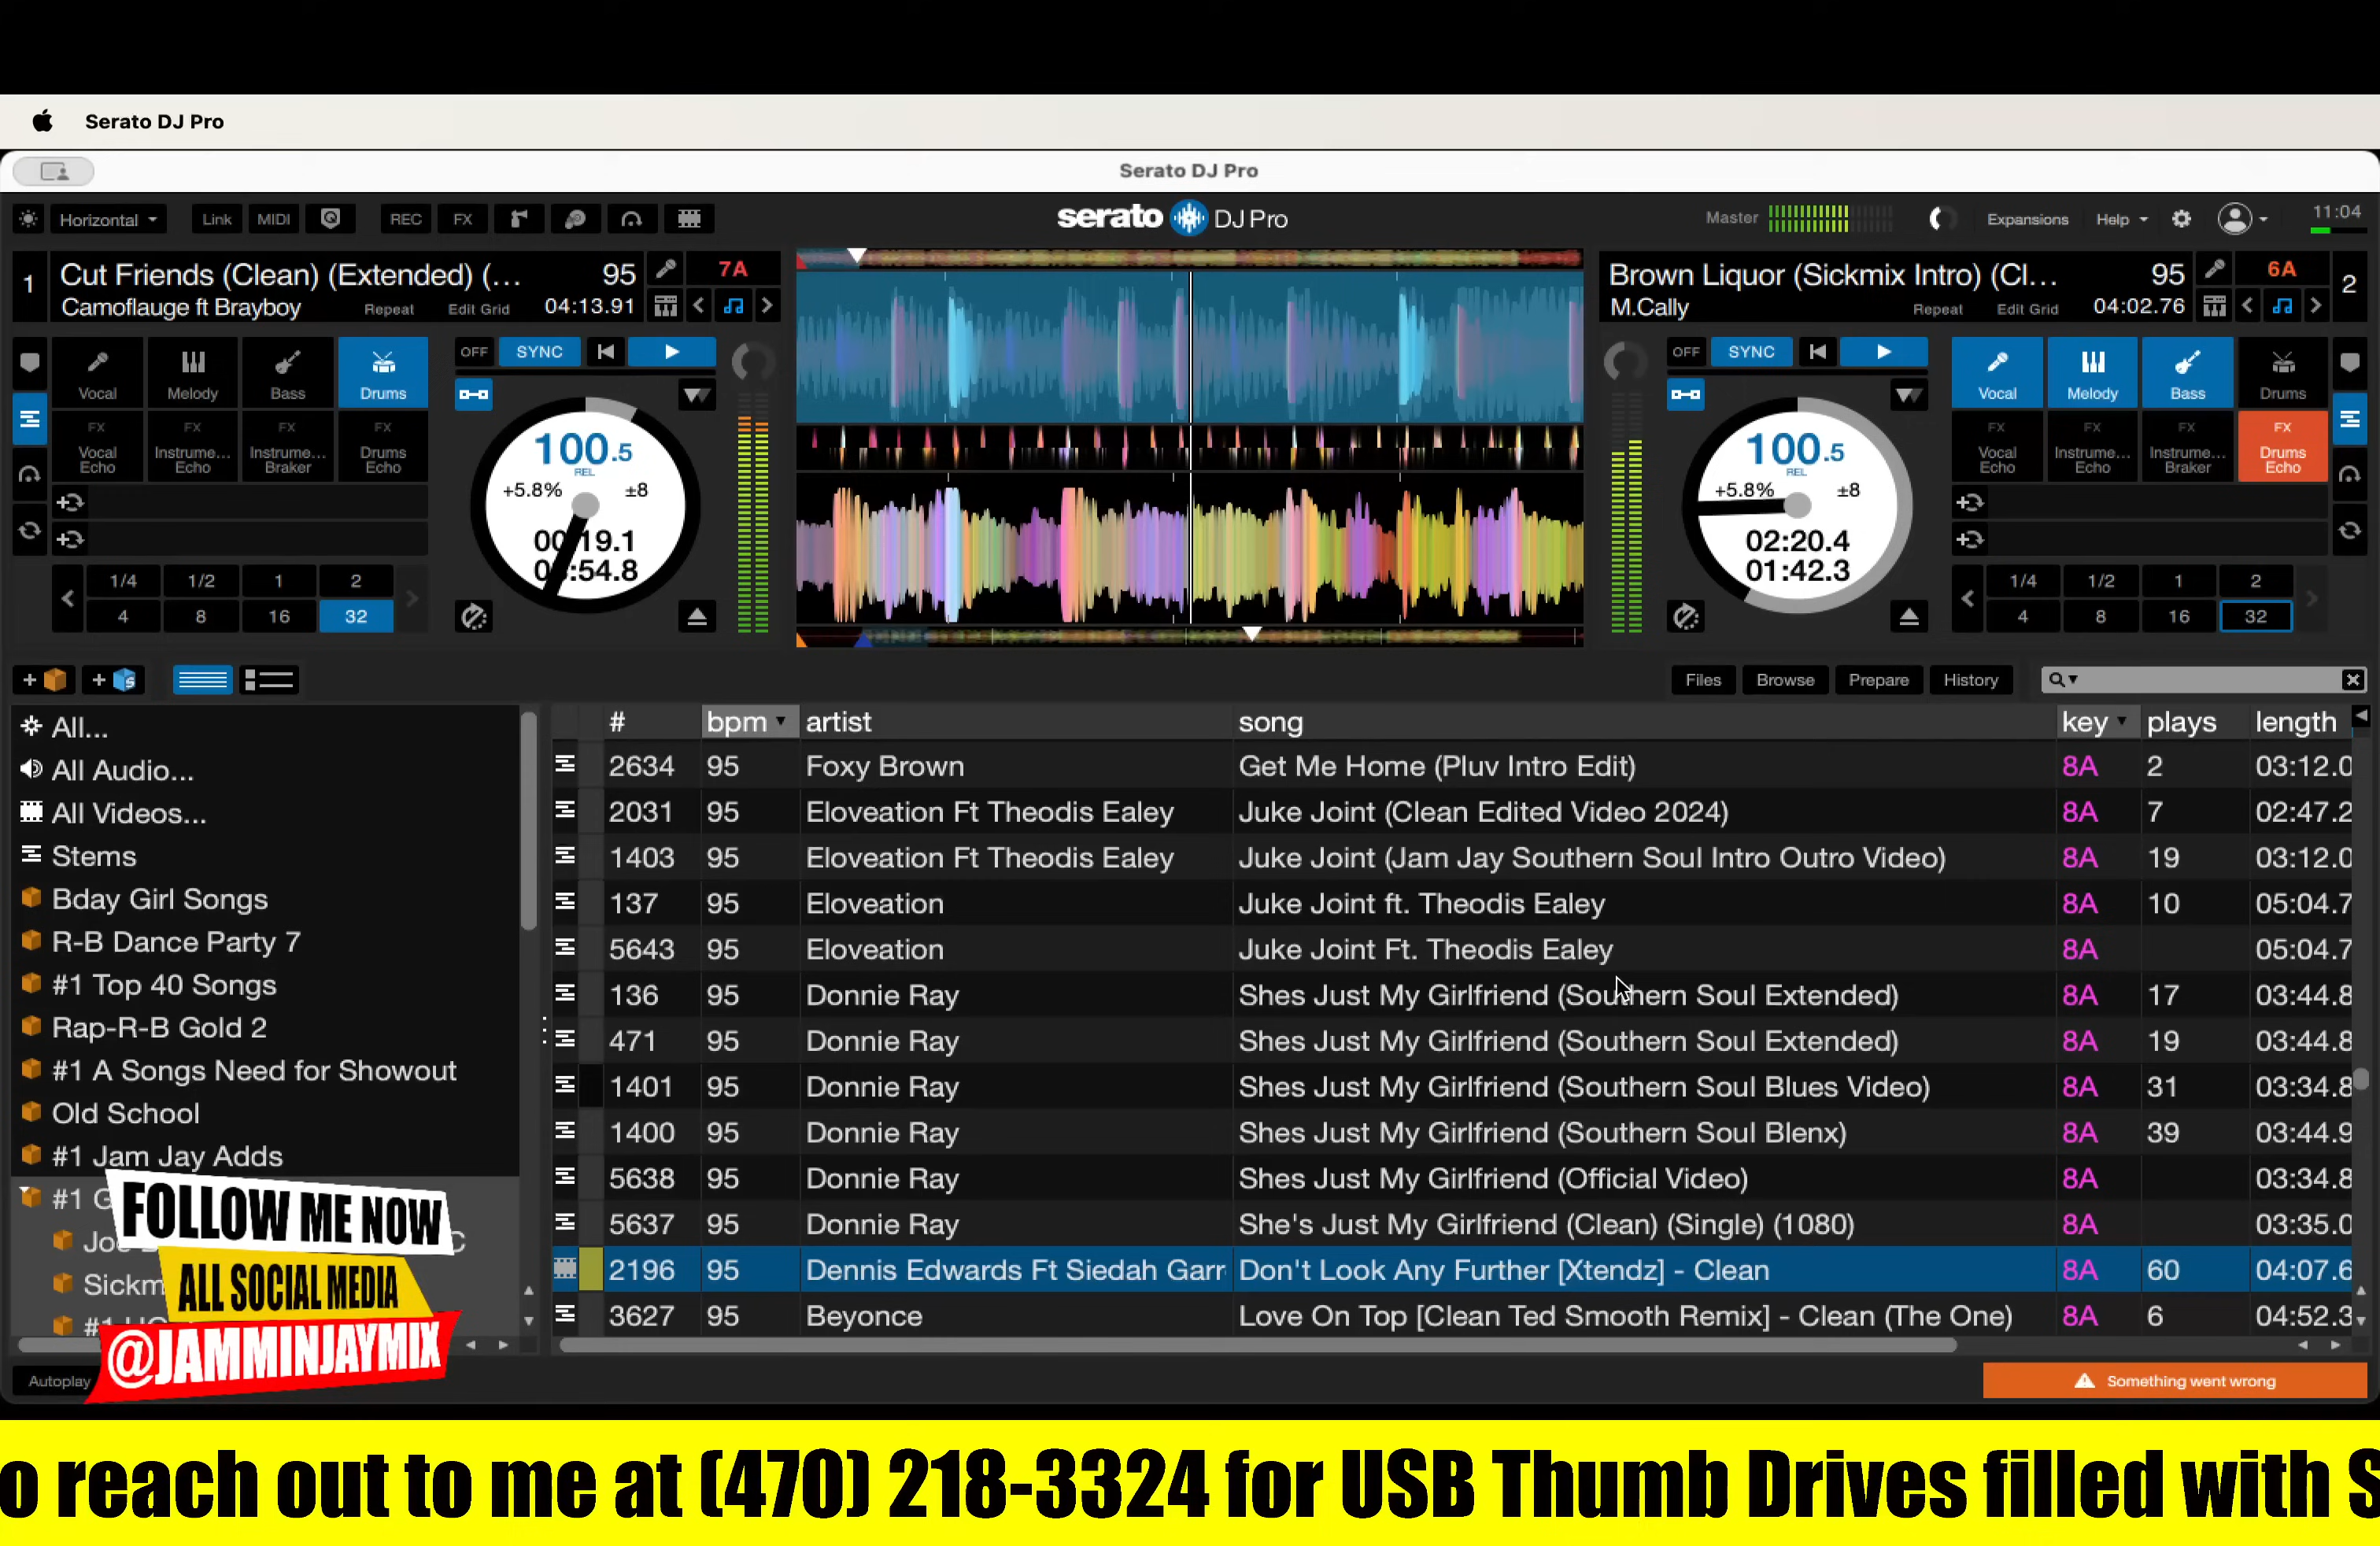 Serato DJ Pro
Serato DJ Pro
Horizontal
Link
MIDI
REC
FX
serato DJ Pro
Master
Expansions
Help
11:04
1
Cut Friends (Clean) (Extended) (...
95
7A
Camoflauge ft Brayboy
Repeat
Edit Grid
04:13.91
Brown Liquor (Sickmix Intro) (Cl...
95
6A
2
M.Cally
Repeat
Edit Grid
04:02.76
Vocal
Melody
Bass
Drums
FX
Vocal
Echo
FX
Instrume...
Echo
FX
Instrume...
Braker
FX
Drums
Echo
1/4 1/2 1 2
4 8 16 32
OFF
SYNC
100.5
REL
+5.8%
±8
OFF
SYNC
100.5
REL
+5.8%
±8
02:20.4
01:42.3
Vocal
Melody
Bass
Drums
FX
Vocal
Echo
FX
Instrume...
Echo
FX
Instrume...
Braker
FX
Drums
Echo
1/4 1/2 1 2
4 8 16 32
Files
Browse
Prepare
History
All...
All Audio...
All Videos...
Stems
Bday Girl Songs
R-B Dance Party 7
#1 Top 40 Songs
Rap-R-B Gold 2
#1 A Songs Need for Showout
Old School
#1 Jam Jay Adds
#1
# bpm artist song key plays length
2634 95 Foxy Brown Get Me Home (Pluv Intro Edit) 8A 2 03:12.0
2031 95 Eloveation Ft Theodis Ealey Juke Joint (Clean Edited Video 2024) 8A 7 02:47.2
1403 95 Eloveation Ft Theodis Ealey Juke Joint (Jam Jay Southern Soul Intro Outro Video) 8A 19 03:12.0
137 95 Eloveation Juke Joint ft. Theodis Ealey 8A 10 05:04.7
5643 95 Eloveation Juke Joint Ft. Theodis Ealey 8A 05:04.7
136 95 Donnie Ray Shes Just My Girlfriend (Southern Soul Extended) 8A 17 03:44.8
471 95 Donnie Ray Shes Just My Girlfriend (Southern Soul Extended) 8A 19 03:44.8
1401 95 Donnie Ray Shes Just My Girlfriend (Southern Soul Blues Video) 8A 31 03:34.8
1400 95 Donnie Ray Shes Just My Girlfriend (Southern Soul Blenx) 8A 39 03:44.9
5638 95 Donnie Ray Shes Just My Girlfriend (Official Video) 8A 03:34.8
5637 95 Donnie Ray She's Just My Girlfriend (Clean) (Single) (1080) 8A 03:35.0
2196 95 Dennis Edwards Ft Siedah Garr Don't Look Any Further [Xtendz] - Clean 8A 60 04:07.6
3627 95 Beyonce Love On Top [Clean Ted Smooth Remix] - Clean (The One) 8A 6 04:52.3
FOLLOW ME NOW
ALL SOCIAL MEDIA
@JAMMINJAYMIX
Autoplay
Something went wrong
o reach out to me at (470) 218-3324 for USB Thumb Drives filled with S